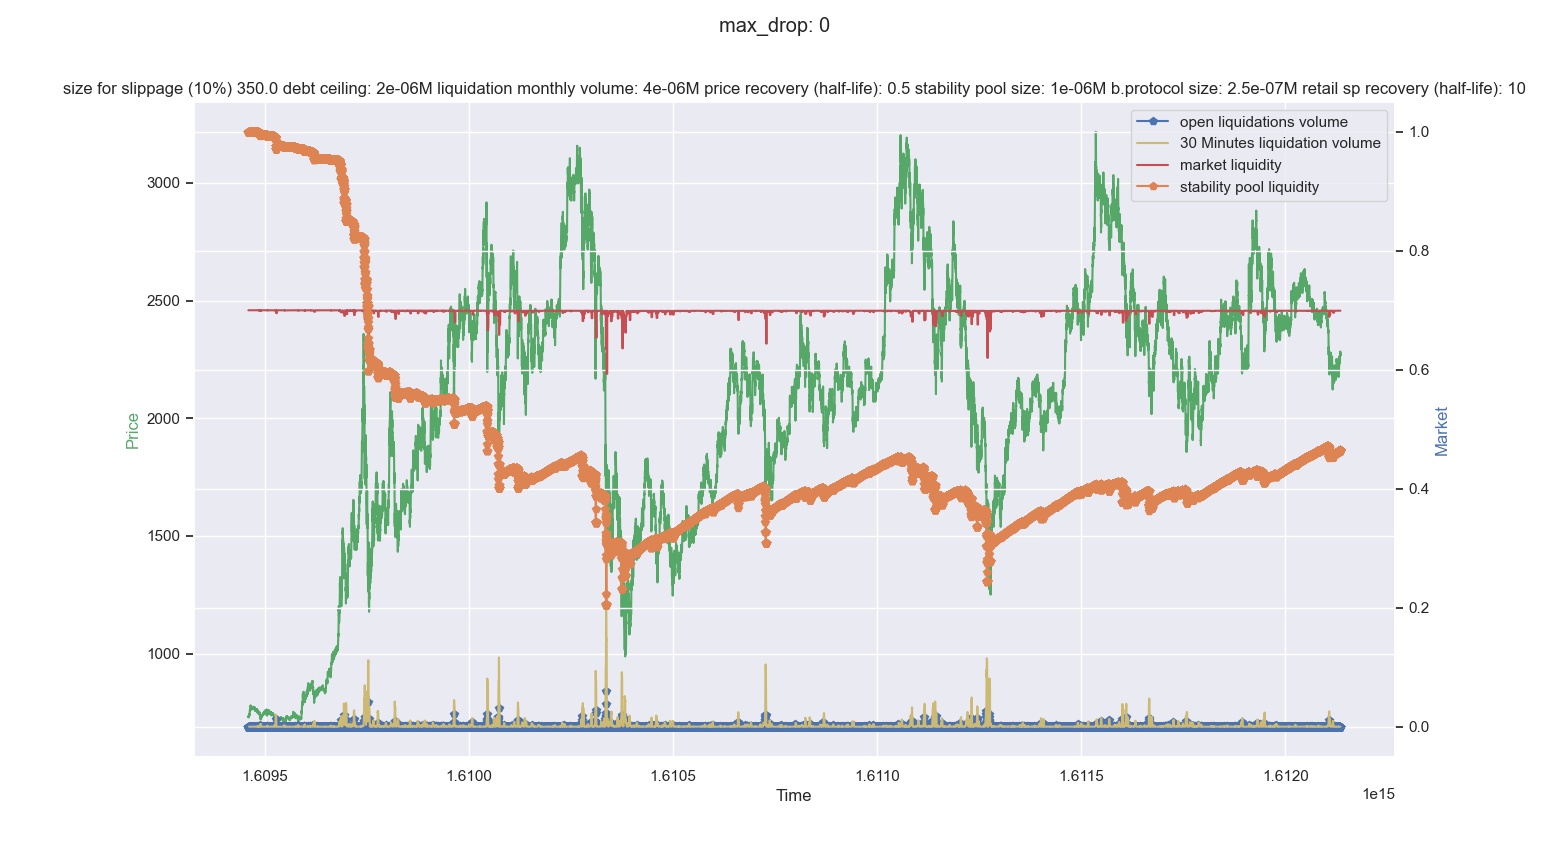 max_drop: 0
size for slippage (10%) 350.0 debt ceiling: 2e-06M liquidation monthly volume: 4e-06M price recovery (half-life): 0.5 stability pool size: 1e-06M b.protocol size: 2.5e-07M retail sp recovery (half-life): 10
open liquidations volume
30 Minutes liquidation volume
market liquidity
stability pool liquidity
3000
2500
2000
1500
1000
Price
1.0
0.8
0.6
0.4
0.2
0.0
Market
1.6095 1.6100 1.6105 1.6110 1.6115 1.6120
Time
1e15